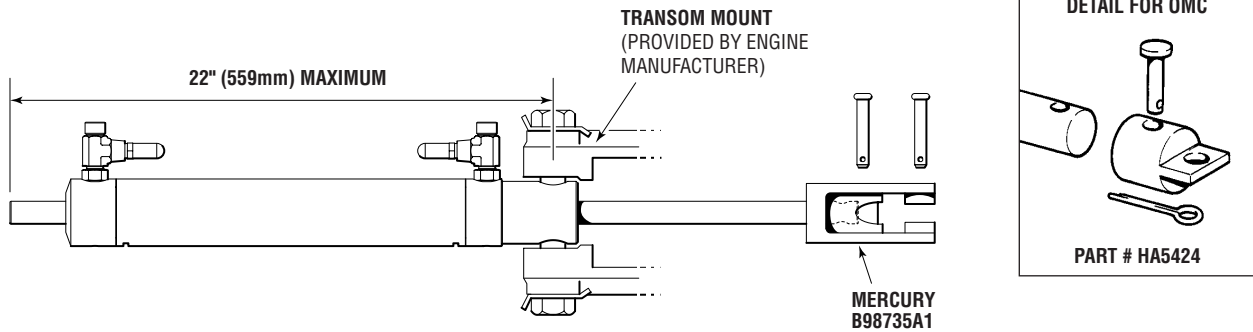 TRANSOM MOUNT
(PROVIDED BY ENGINE
MANUFACTURER)
22" (559mm) MAXIMUM
MERCURY
B98735A1
DETAIL FOR OMC
PART # HA5424